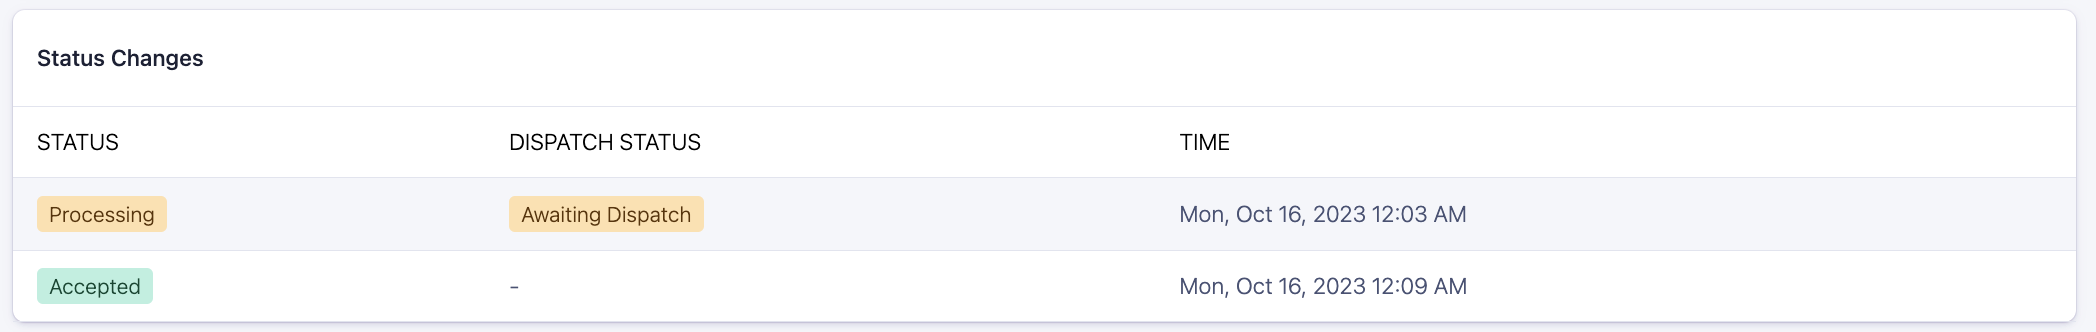 Status Changes
STATUS DISPATCH STATUS TIME
Processing Awaiting Dispatch Mon, Oct 16, 2023 12:03 AM
Accepted - Mon, Oct 16, 2023 12:09 AM